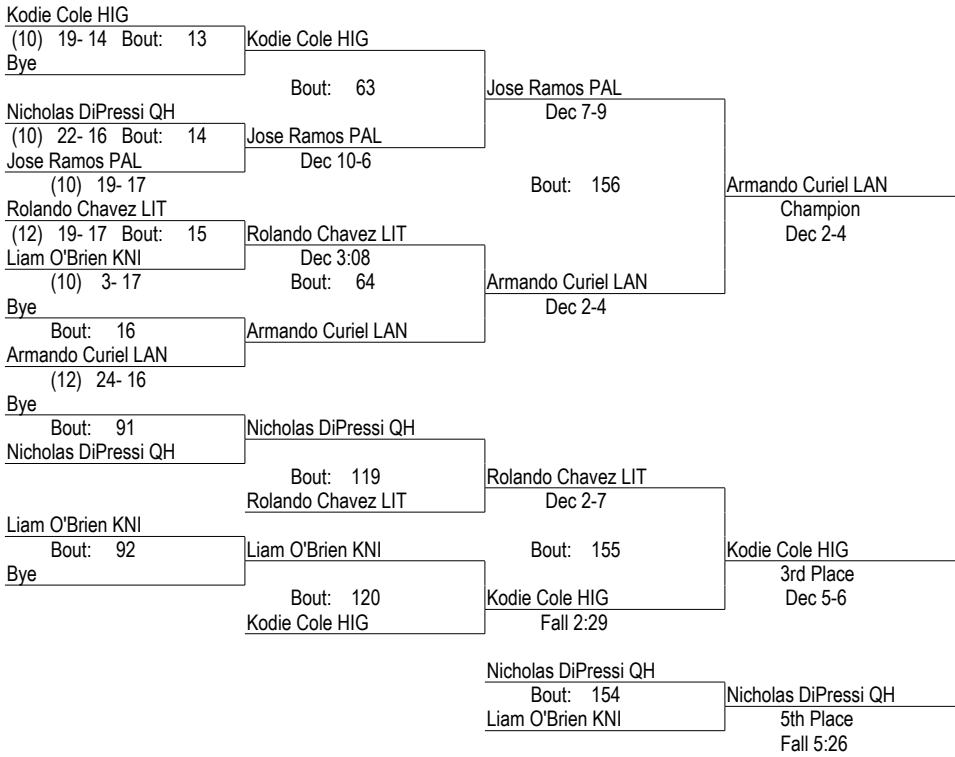 Kodie Cole HIG
(10) 19- 14 Bout: 13
Kodie Cole HIG
Bye
Bout: 63
Jose Ramos PAL
Nicholas DiPressi QH
Dec 7-9
(10) 22- 16 Bout: 14
Jose Ramos PAL
Jose Ramos PAL
Dec 10-6
(10) 19- 17
Bout: 156
Armando Curiel LAN
Rolando Chavez LIT
Champion
(12) 19- 17 Bout: 15
Rolando Chavez LIT
Dec 2-4
Liam O'Brien KNI
Dec 3:08
(10) 3- 17
Bout: 64
Armando Curiel LAN
Bye
Dec 2-4
Bout: 16
Armando Curiel LAN
Armando Curiel LAN
(12) 24- 16
Bye
Bout: 91
Nicholas DiPressi QH
Nicholas DiPressi QH
Bout: 119
Rolando Chavez LIT
Rolando Chavez LIT
Dec 2-7
Liam O'Brien KNI
Bout: 92
Liam O'Brien KNI
Bout: 155
Kodie Cole HIG
Bye
3rd Place
Bout: 120
Kodie Cole HIG
Dec 5-6
Kodie Cole HIG
Fall 2:29
Nicholas DiPressi QH
Bout: 154
Nicholas DiPressi QH
Liam O'Brien KNI
5th Place
Fall 5:26